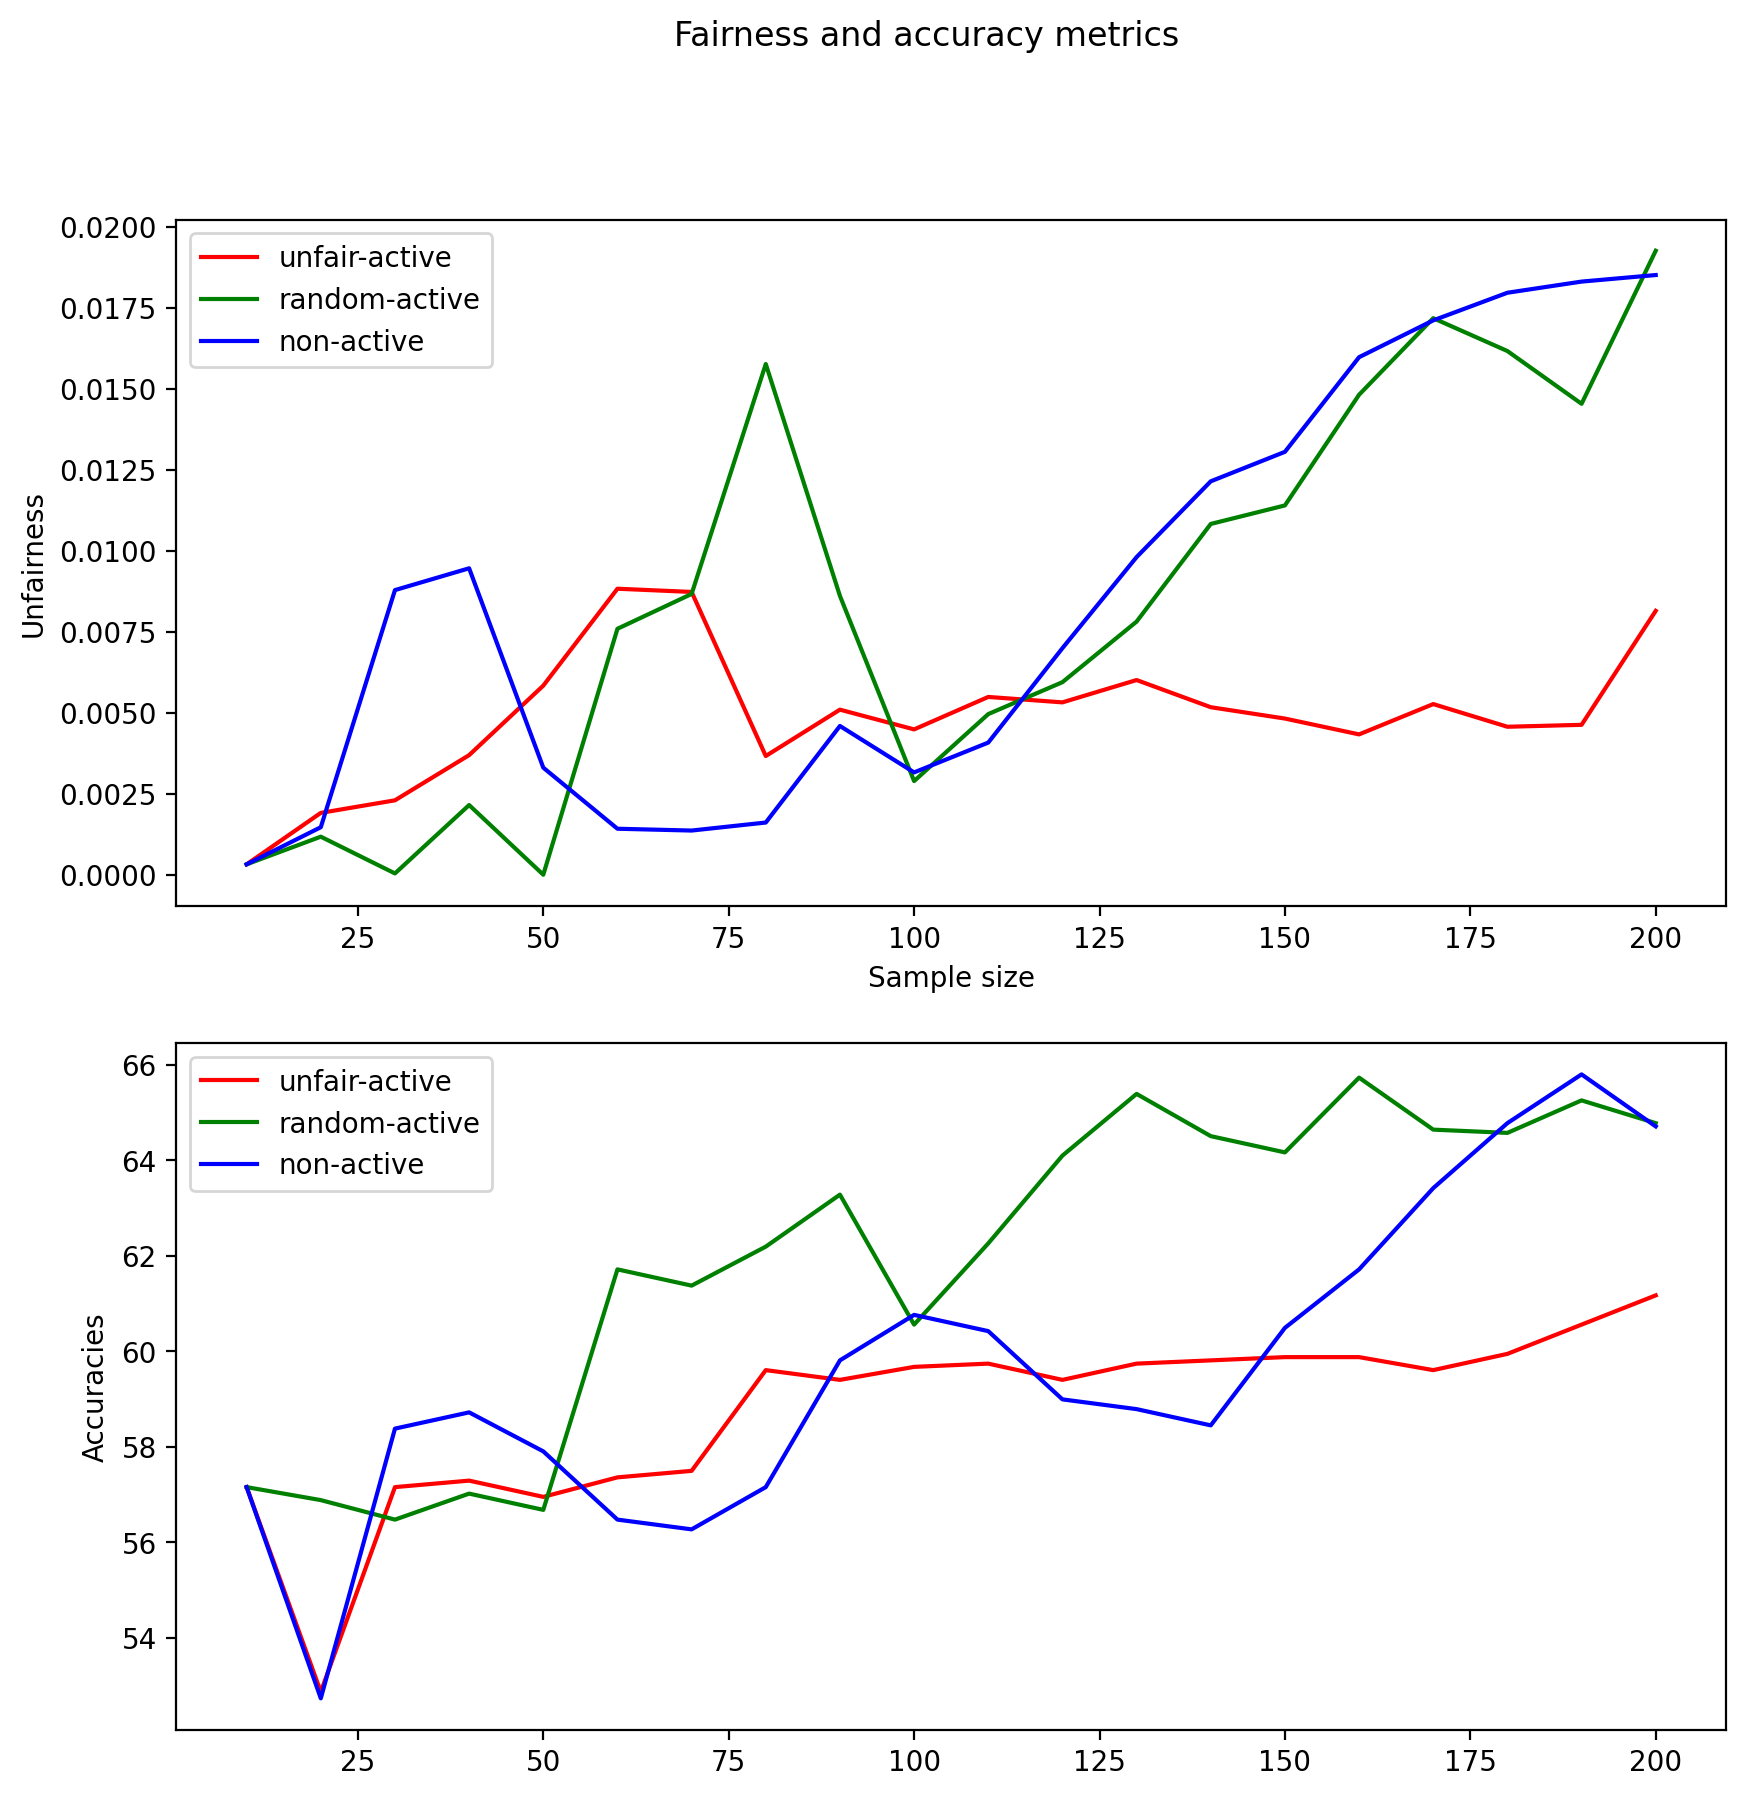 Fairness and accuracy metrics
0.0200
0.0175
0.0150
0.0125
0.0100
0.0075
0.0050
0.0025
0.0000
Unfairness
unfair-active
random-active
non-active
25 50 75 100 125 150 175 200
Sample size
66
64
62
60
58
56
54
Accuracies
unfair-active
random-active
non-active
25 50 75 100 125 150 175 200